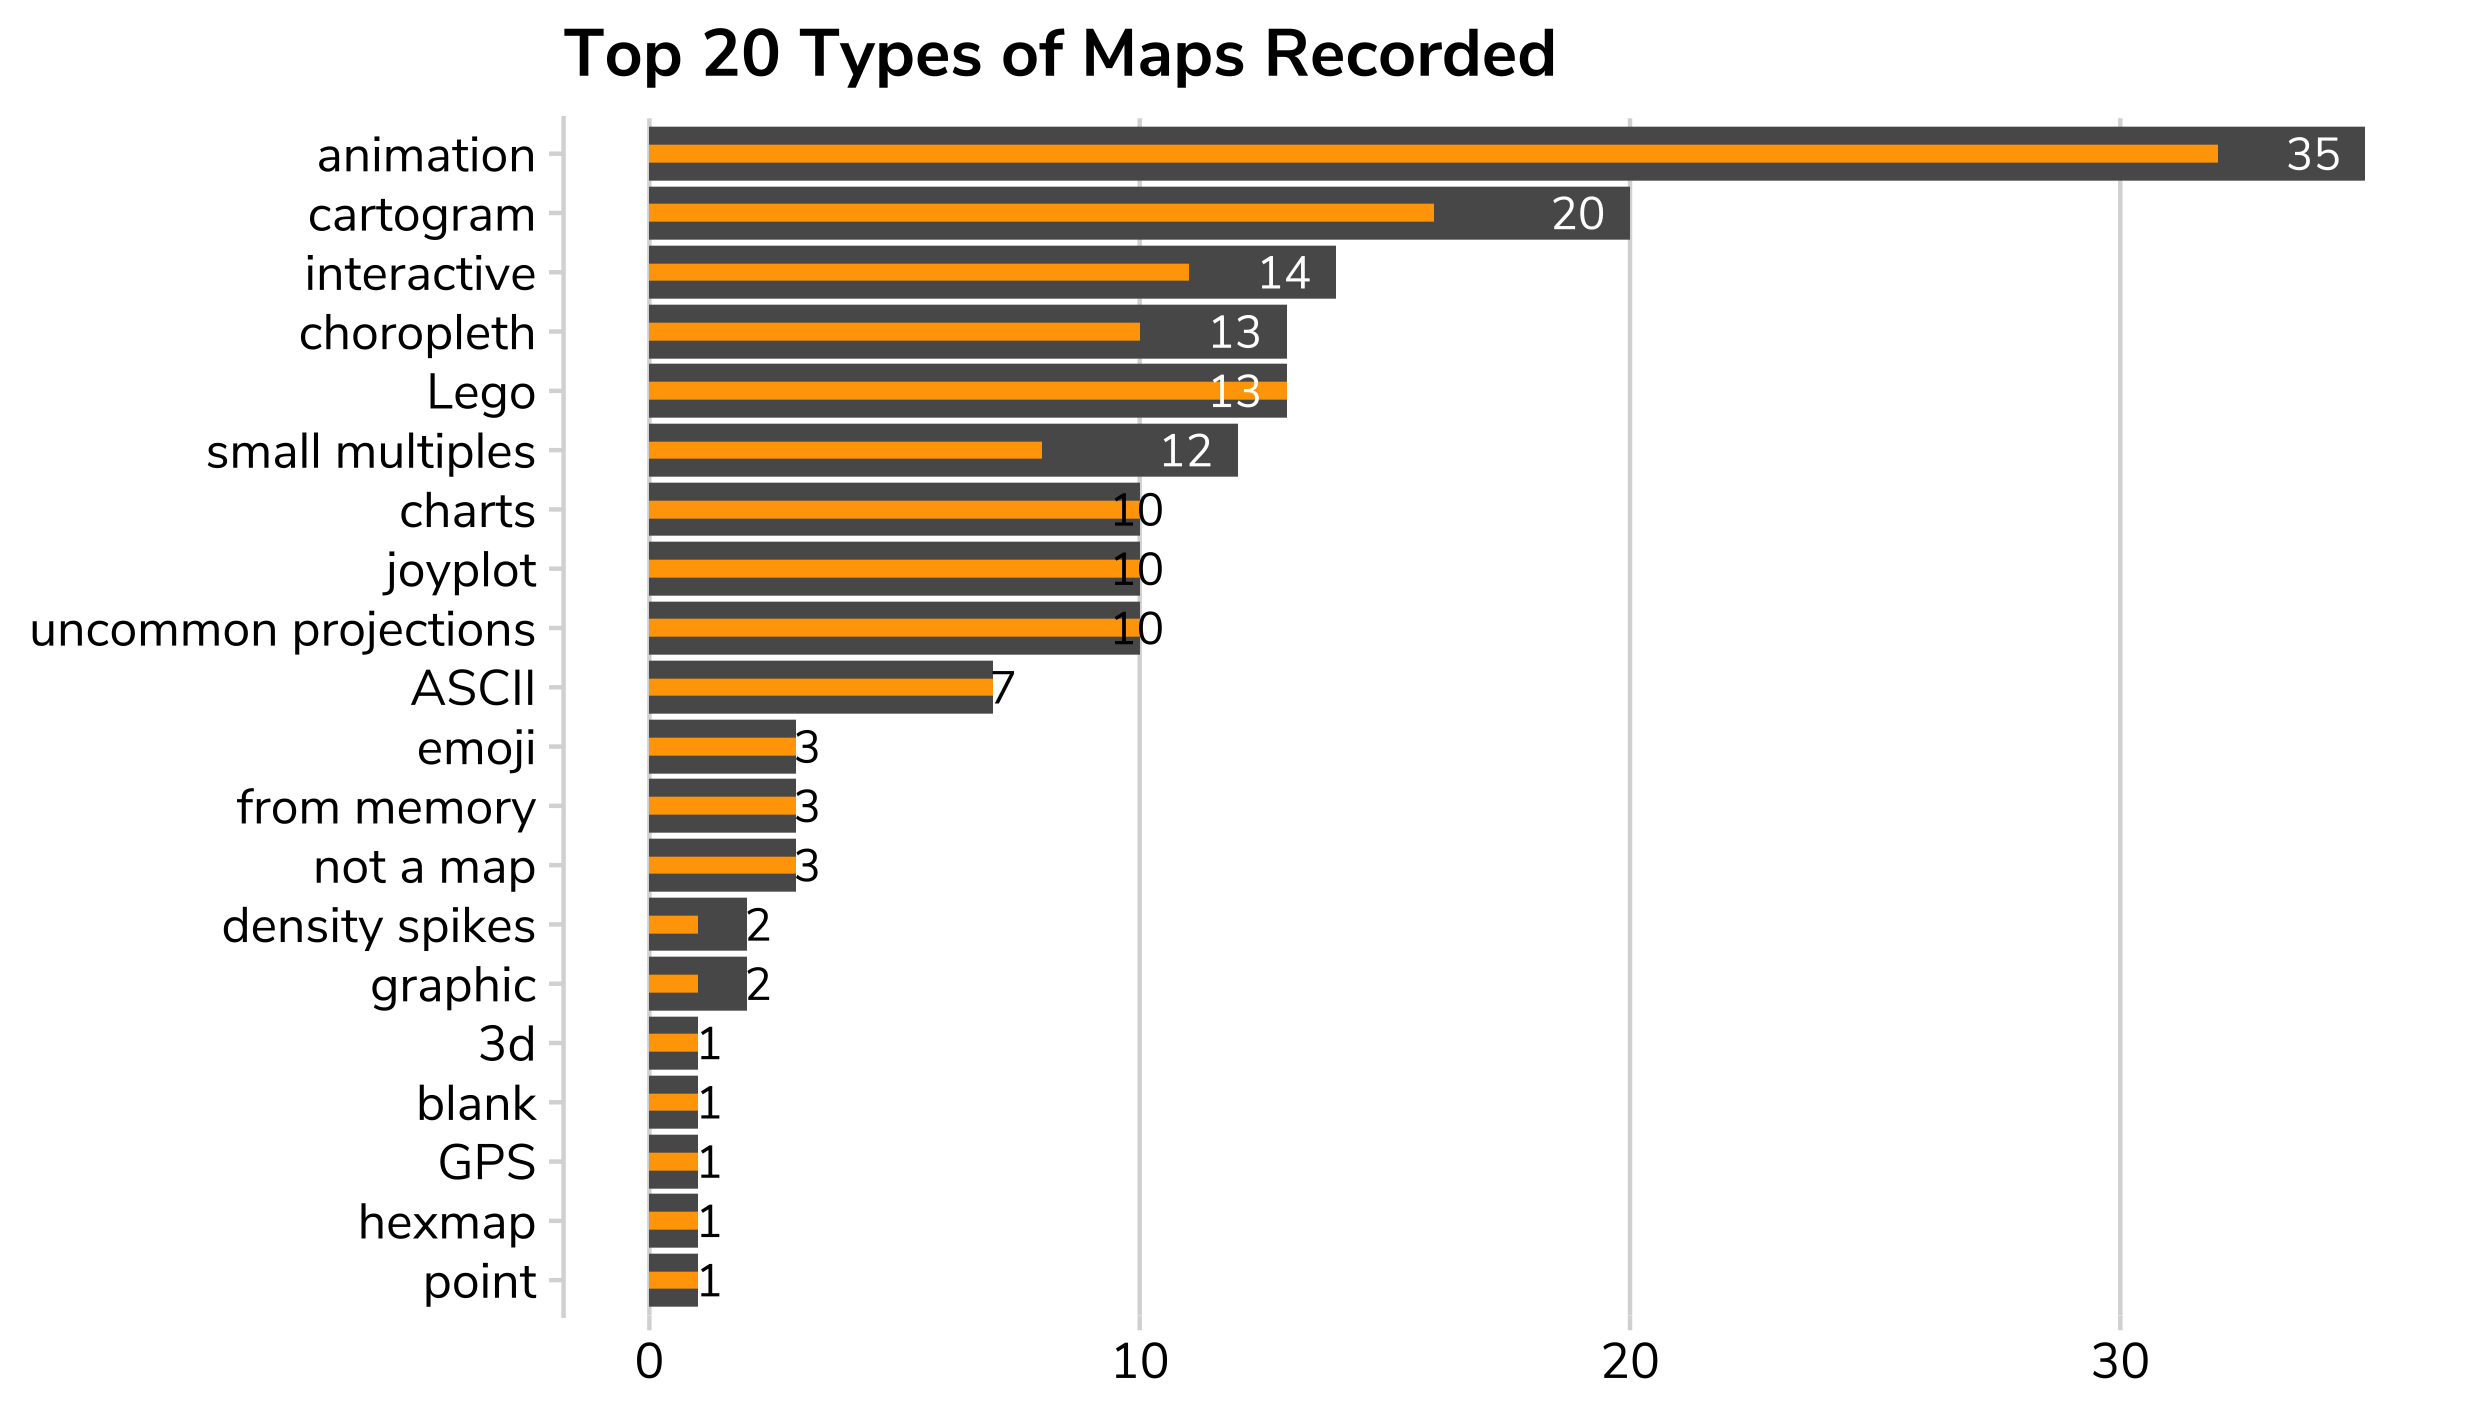 Top 20 Types of Maps Recorded
animation 35
cartogram 20
interactive 14
choropleth 13
Lego 13
small multiples 12
charts 10
joyplot 10
uncommon projections 10
ASCII 7
emoji 3
from memory 3
not a map 3
density spikes 2
graphic 2
3d 1
blank 1
GPS 1
hexmap 1
point 1
0 10 20 30